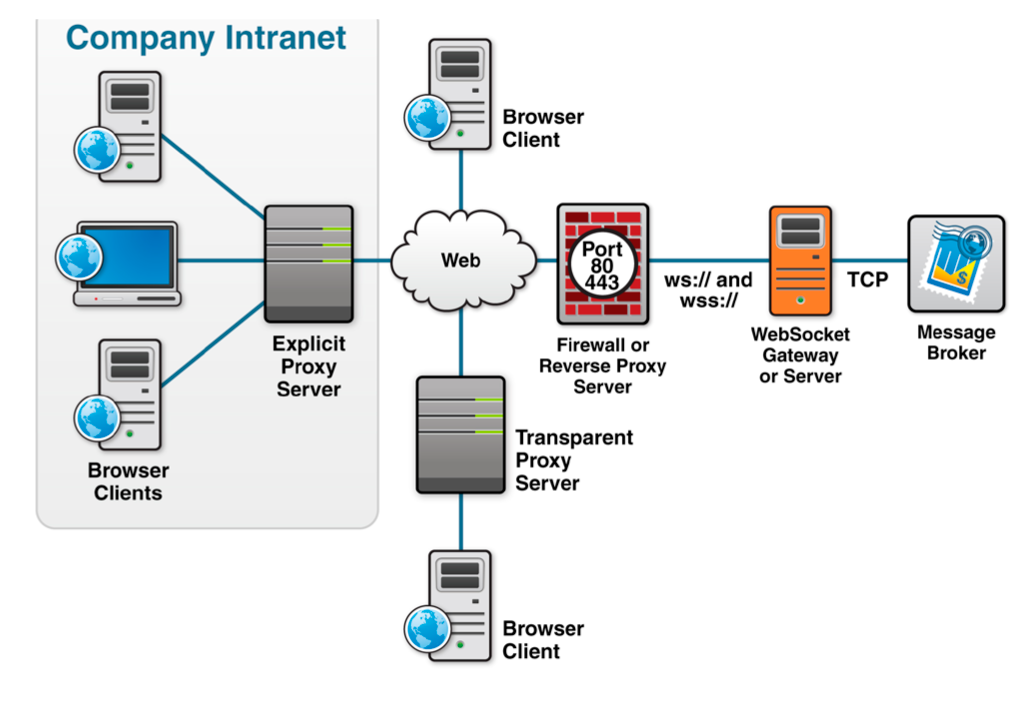 Company Intranet
Browser
Client
Web
Port
80
443
ws:// and
wss://
TCP
Explicit
Proxy
Server
Firewall or
Reverse Proxy
Server
WebSocket
Gateway
or Server
Message
Broker
$
Browser
Clients
Transparent
Proxy
Server
Browser
Client